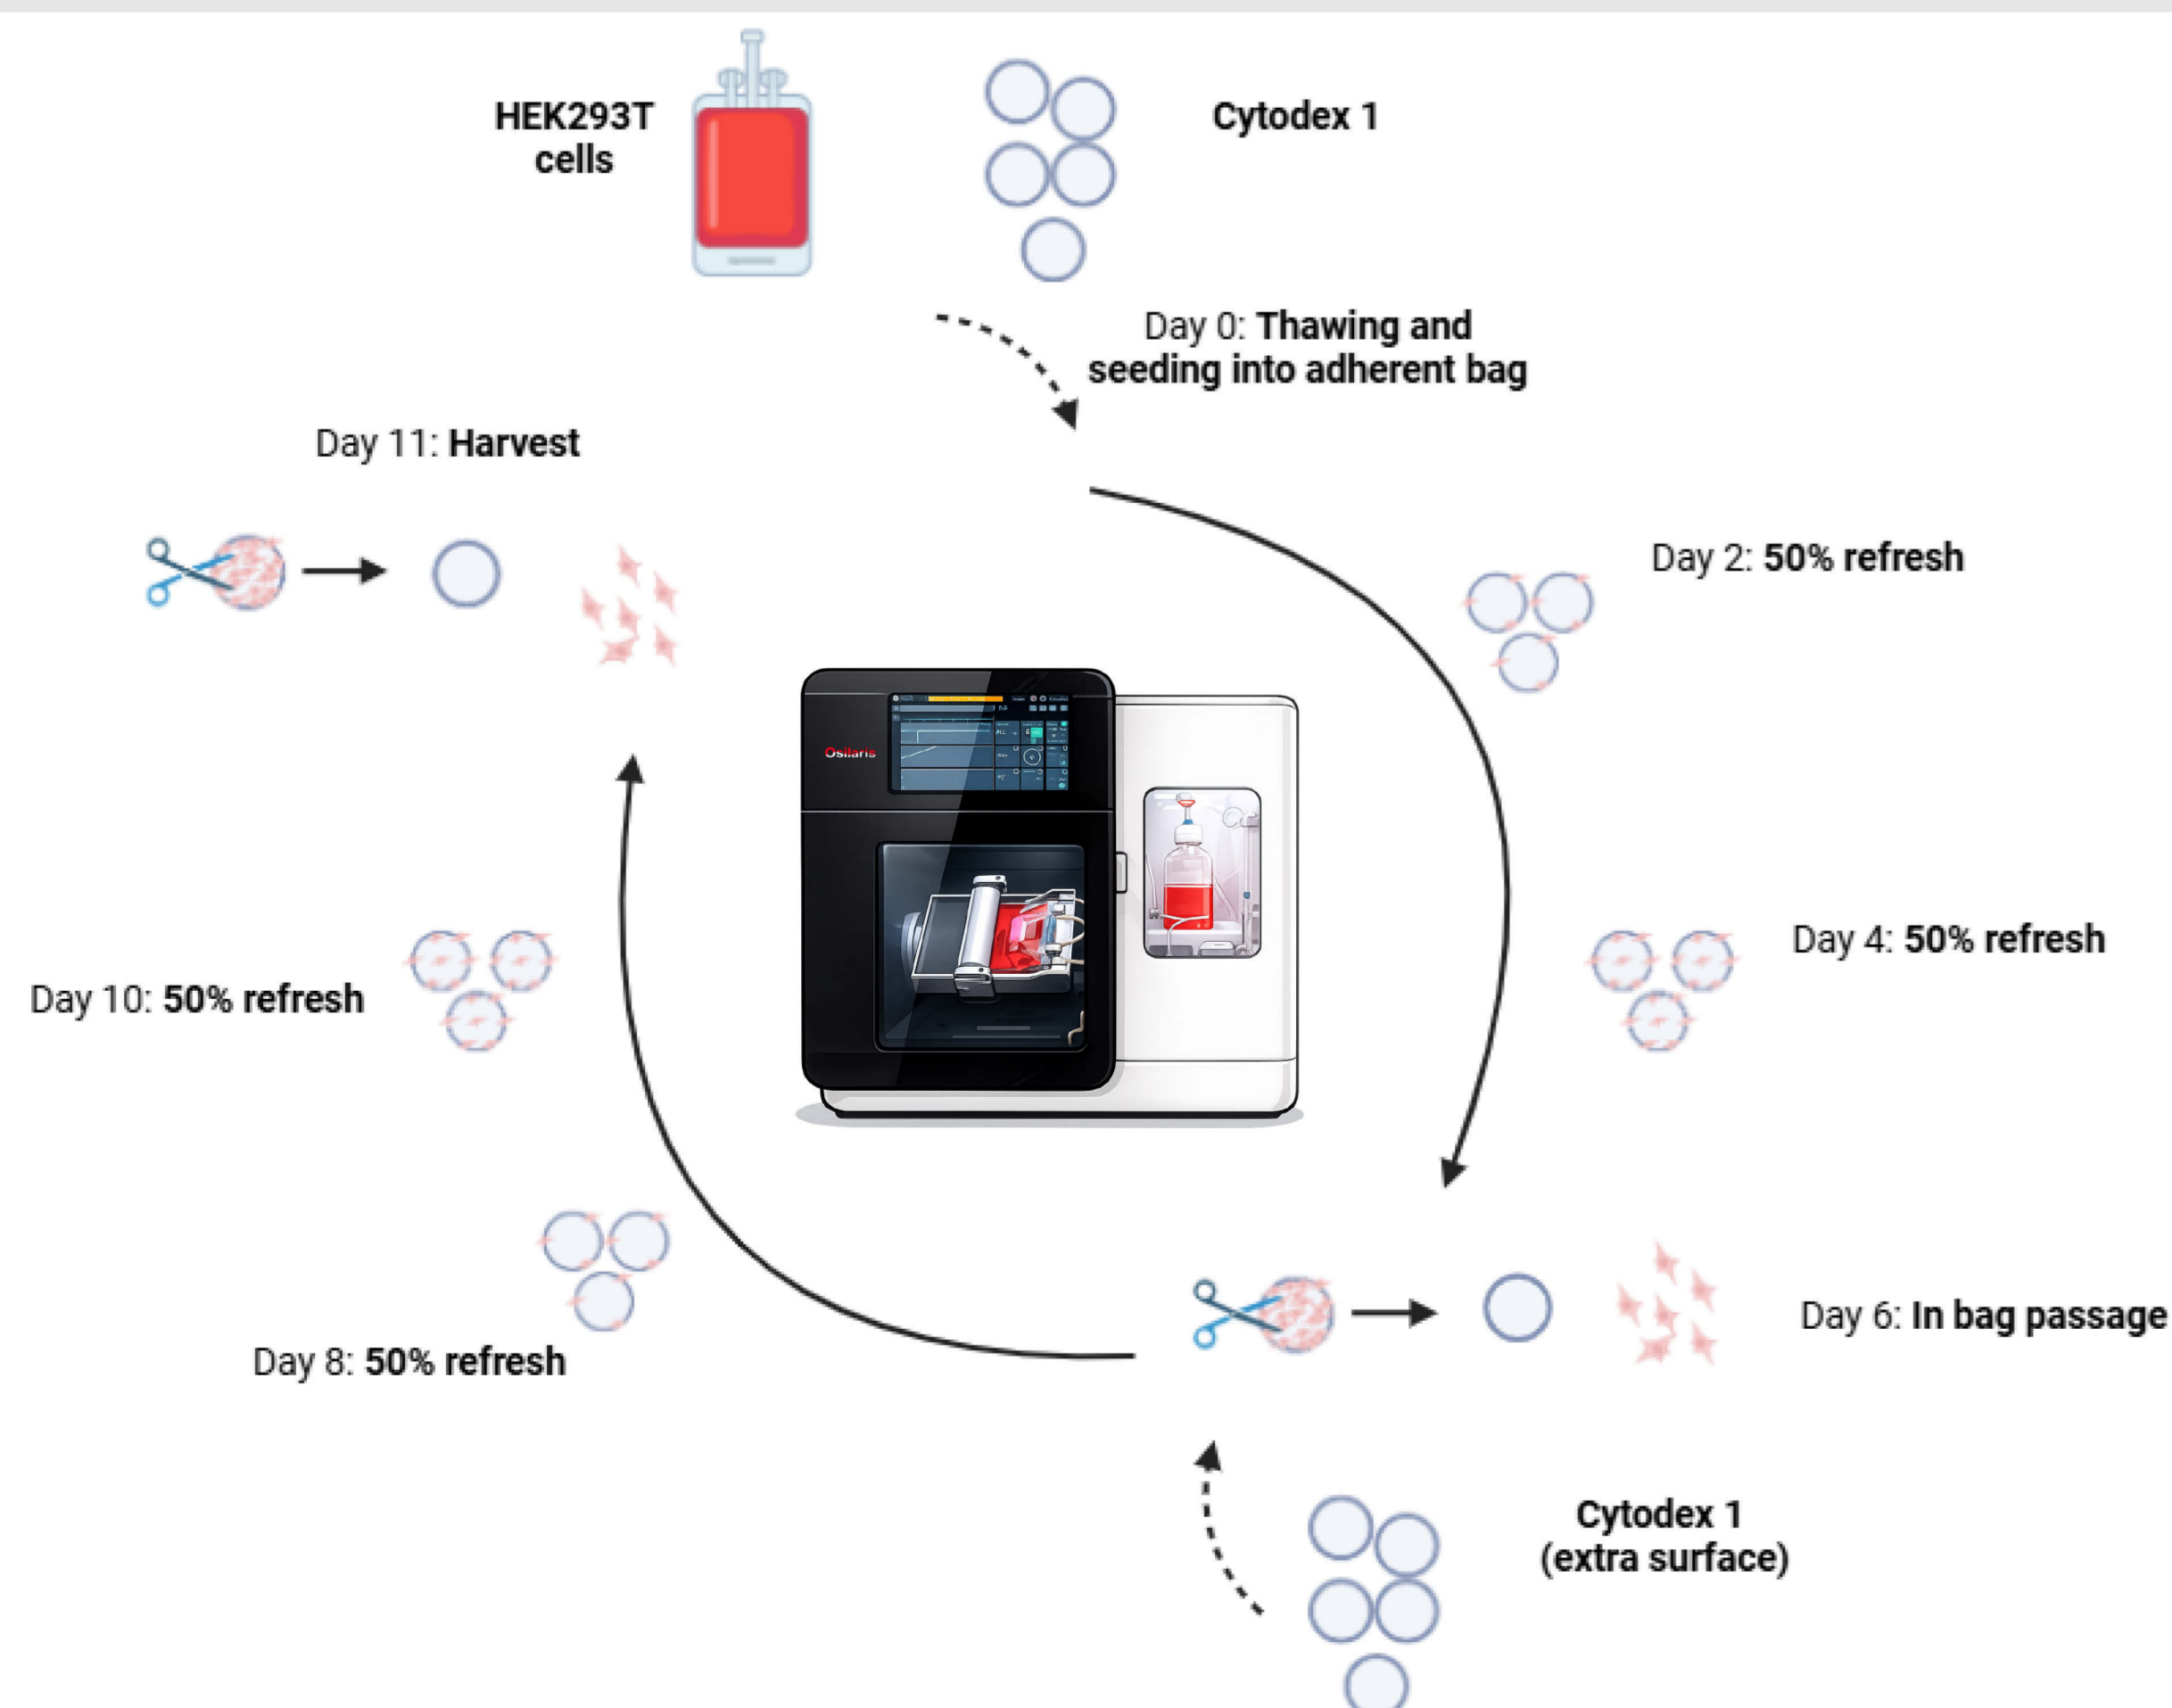 HEK293T
cells
Cytodex 1
Day 0: Thawing and
seeding into adherent bag
Day 11: Harvest
Day 2: 50% refresh
Osilaris
Day 4: 50% refresh
Day 10: 50% refresh
Day 6: In bag passage
Day 8: 50% refresh
Cytodex 1
(extra surface)